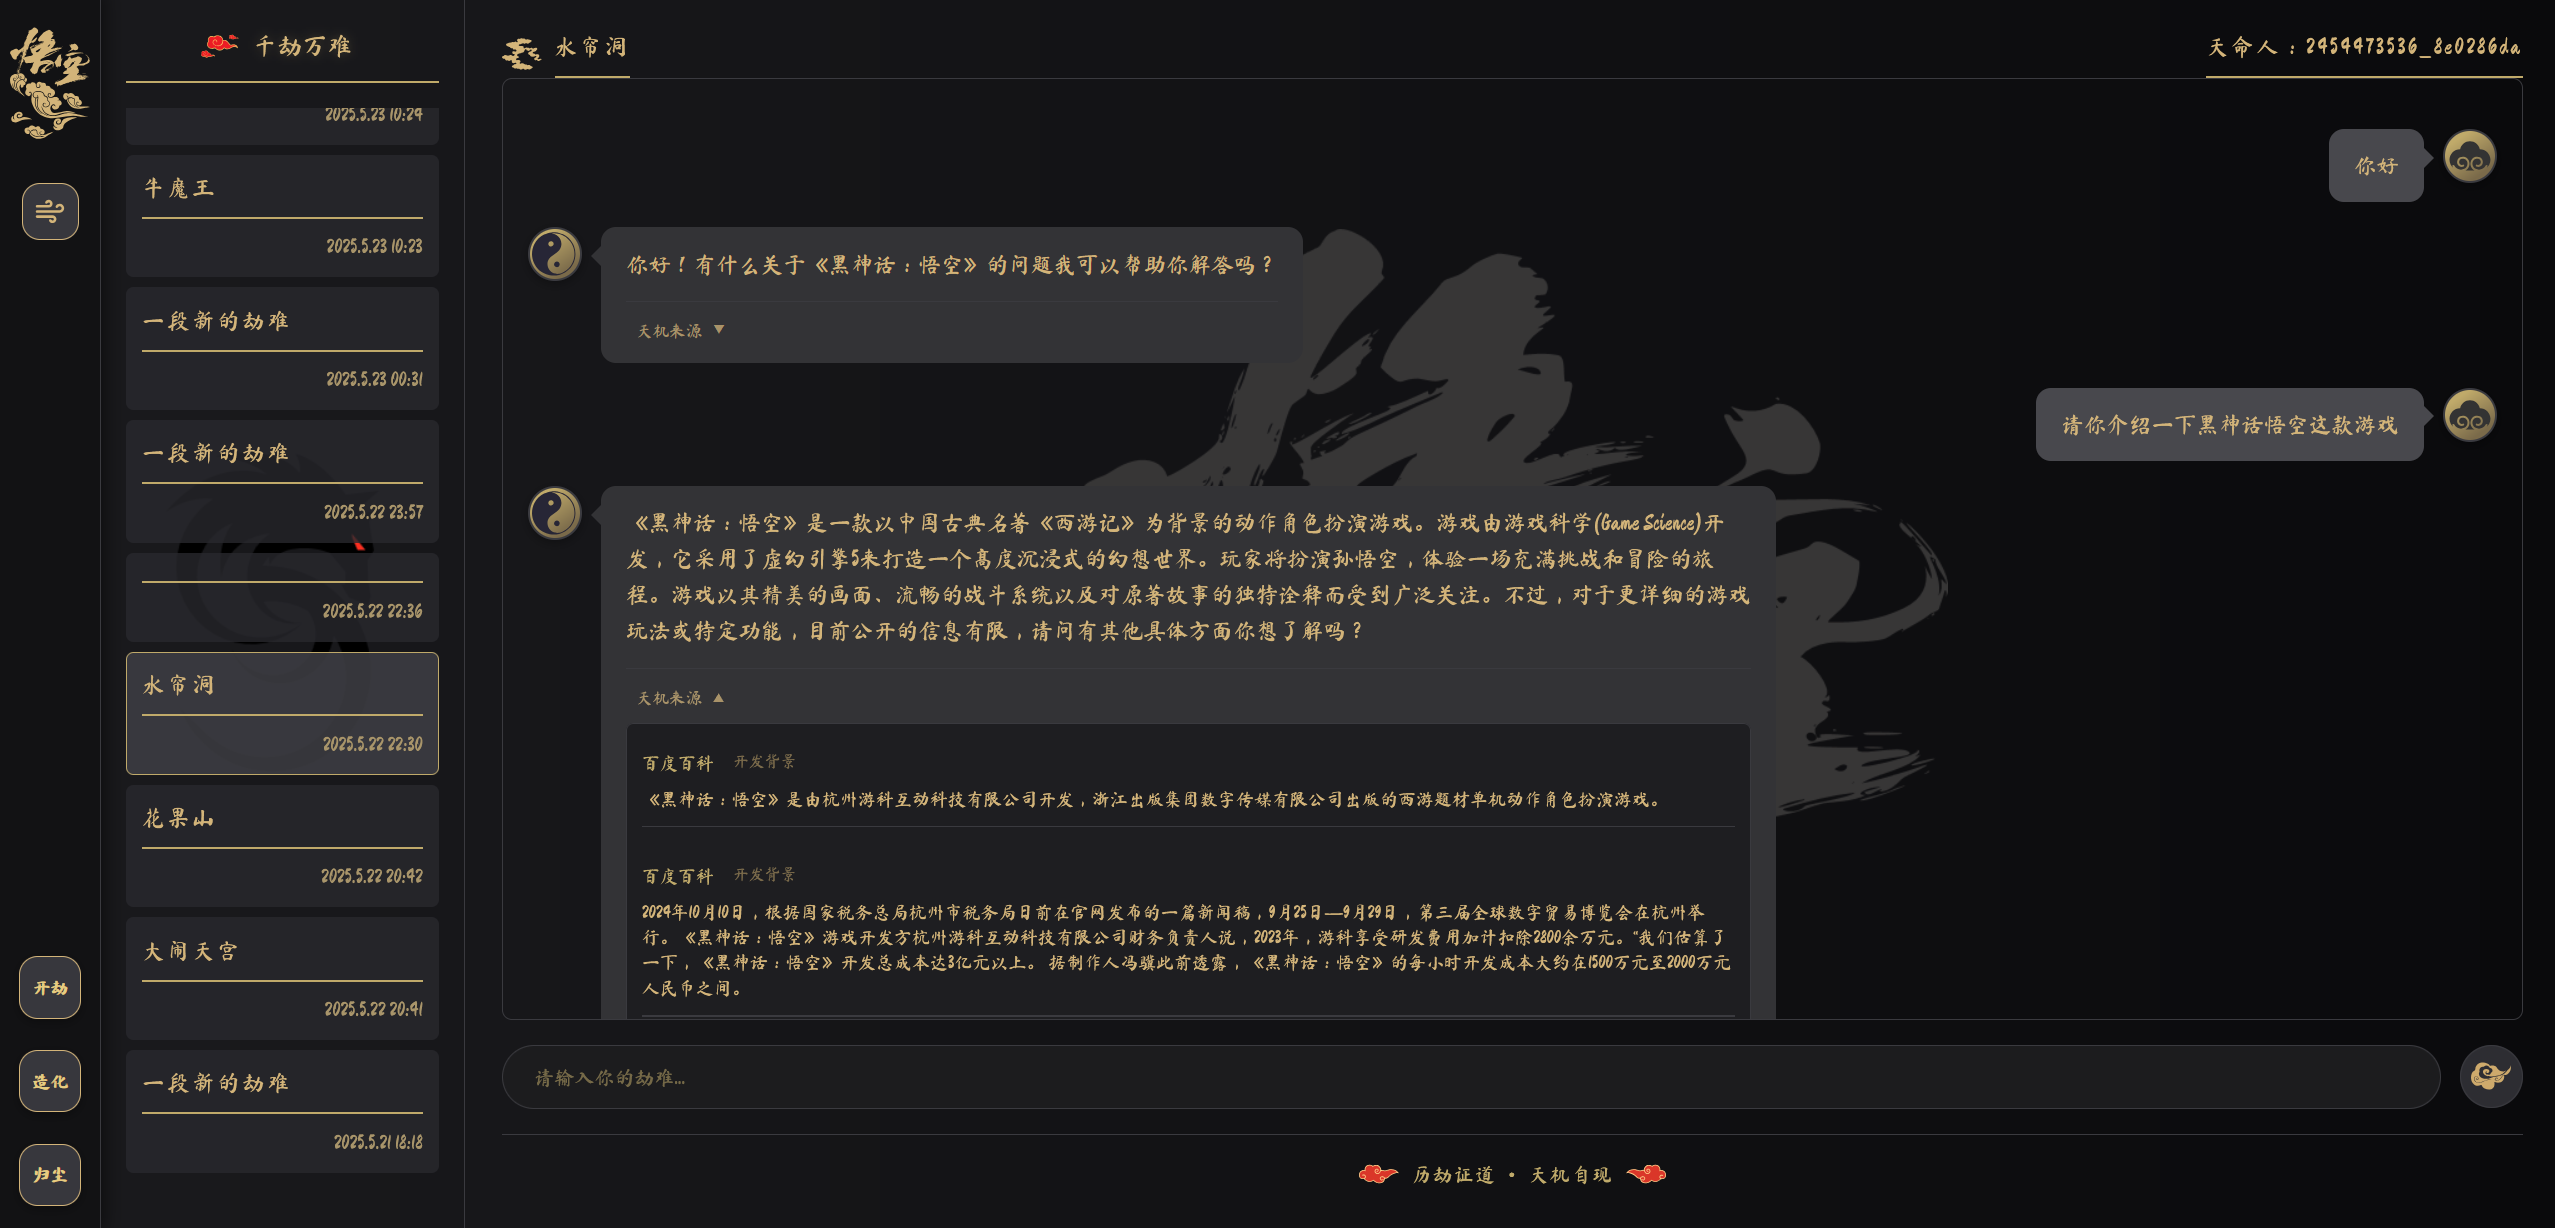 悟空
千劫万难
2025.5.23 10:24
牛魔王
2025.5.23 10:23
一段新的劫难
2025.5.23 00:31
一段新的劫难
2025.5.22 23:57
2025.5.22 22:36
水帘洞
2025.5.22 22:30
花果山
2025.5.22 20:42
大闹天宫
2025.5.22 20:41
一段新的劫难
2025.5.21 18:18
开劫
造化
归尘
水帘洞
天命人：2454473536_8e0286da
你好
你好！有什么关于《黑神话：悟空》的问题我可以帮助你解答吗？
天机来源 ▼
请你介绍一下黑神话悟空这款游戏
《黑神话：悟空》是一款以中国古典名著《西游记》为背景的动作角色扮演游戏。游戏由游戏科学(Game Science)开
发，它采用了虚幻引擎5来打造一个高度沉浸式的幻想世界。玩家将扮演孙悟空，体验一场充满挑战和冒险的旅
程。游戏以其精美的画面、流畅的战斗系统以及对原著故事的独特诠释而受到广泛关注。不过，对于更详细的游戏
玩法或特定功能，目前公开的信息有限，请问有其他具体方面你想了解吗？
天机来源 ▲
百度百科 开发背景
《黑神话：悟空》是由杭州游科互动科技有限公司开发，浙江出版集团数字传媒有限公司出版的西游题材单机动作角色扮演游戏。
百度百科 开发背景
2024年10月10日，根据国家税务总局杭州市税务局日前在官网发布的一篇新闻稿，9月25日—9月29日，第三届全球数字贸易博览会在杭州举
行。《黑神话：悟空》游戏开发方杭州游科互动科技有限公司财务负责人说，2023年，游科享受研发费用加计扣除2800余万元。“我们估算了
一下，《黑神话：悟空》开发总成本达3亿元以上。 据制作人冯骥此前透露，《黑神话：悟空》的每小时开发成本大约在1500万元至2000万元
人民币之间。
请输入你的劫难...
历劫证道 · 天机自现